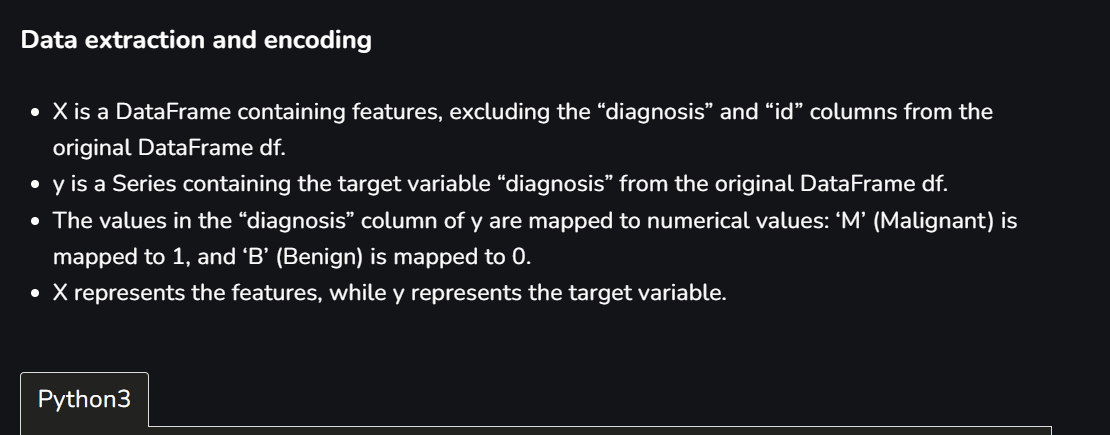 Data extraction and encoding
• X is a DataFrame containing features, excluding the “diagnosis” and “id” columns from the
original DataFrame df.
• y is a Series containing the target variable “diagnosis” from the original DataFrame df.
• The values in the “diagnosis” column of y are mapped to numerical values: ‘M’ (Malignant) is
mapped to 1, and ‘B’ (Benign) is mapped to 0.
• X represents the features, while y represents the target variable.
Python3